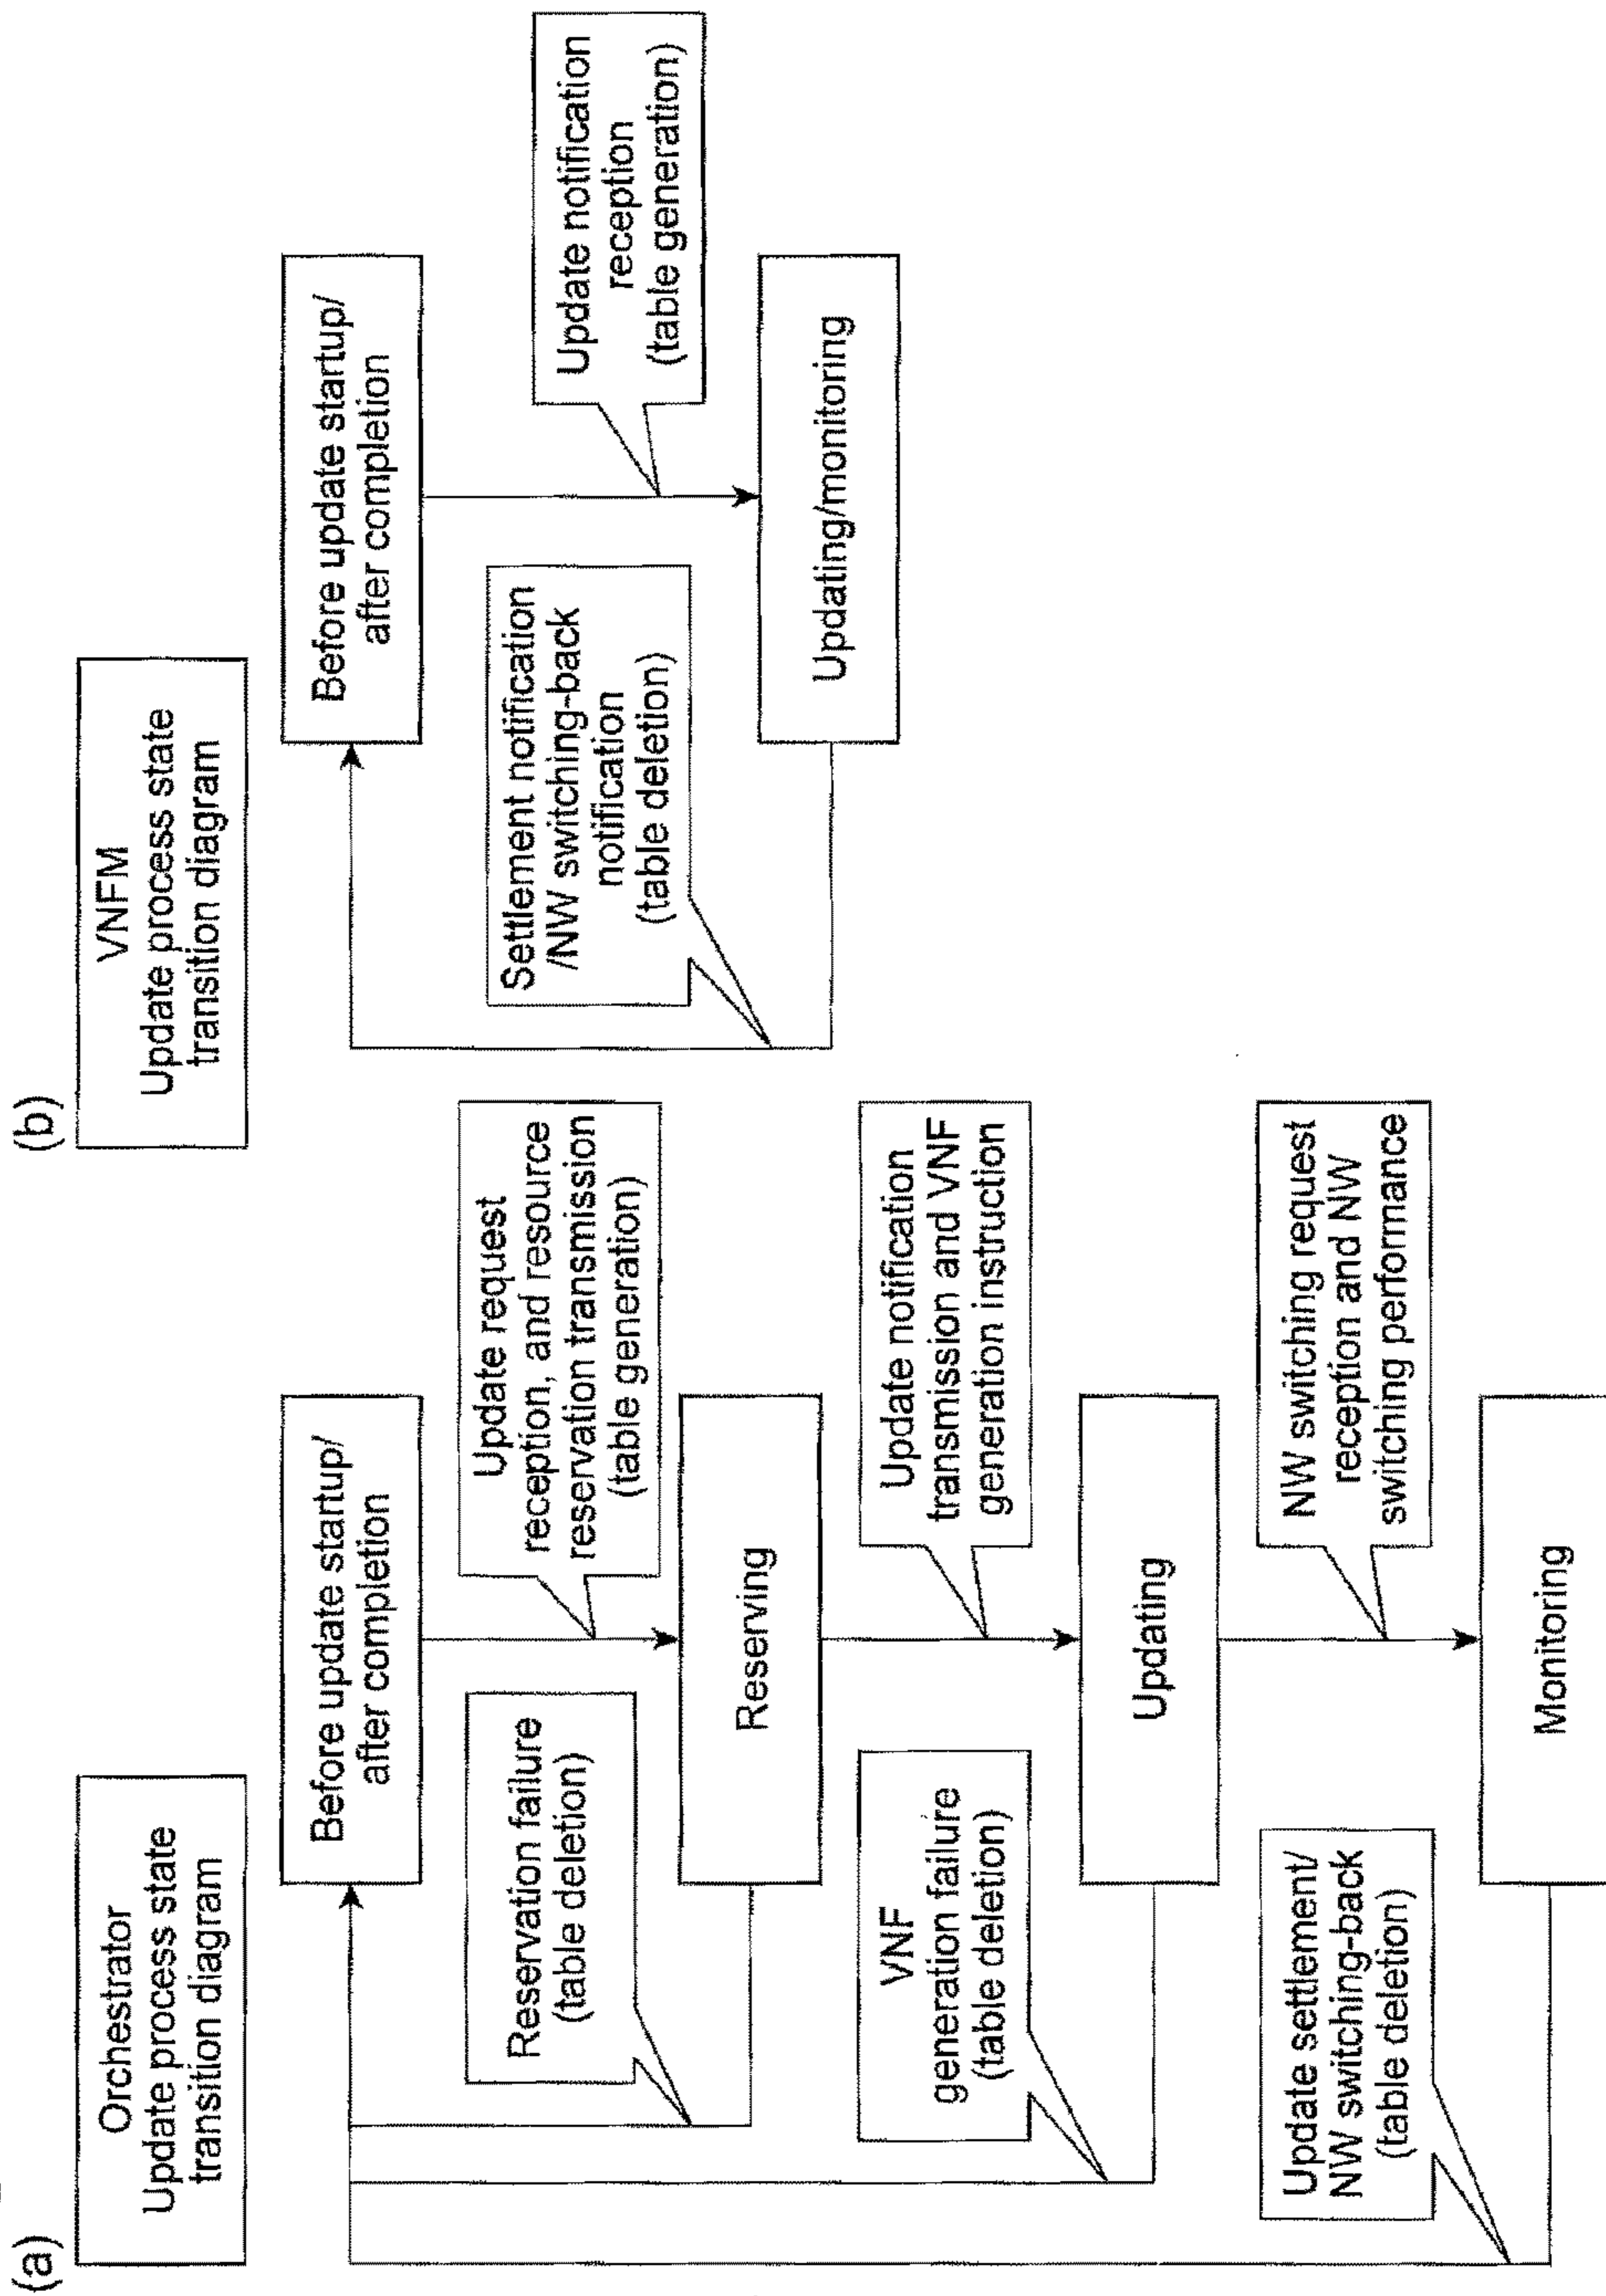 (a)
Orchestrator
Update process state
transition diagram
Before update startup/
after completion
Update request
reception, and resource
reservation transmission
(table generation)
Reservation failure
(table deletion)
Reserving
Update notification
transmission and VNF
generation instruction
VNF
generation failure
(table deletion)
Updating
NW switching request
reception and NW
switching performance
Update settlement/
NW switching-back
(table deletion)
Monitoring
(b)
VNFM
Update process state
transition diagram
Before update startup/
after completion
Update notification
reception
(table generation)
Settlement notification
/NW switching-back
notification
(table deletion)
Updating/monitoring